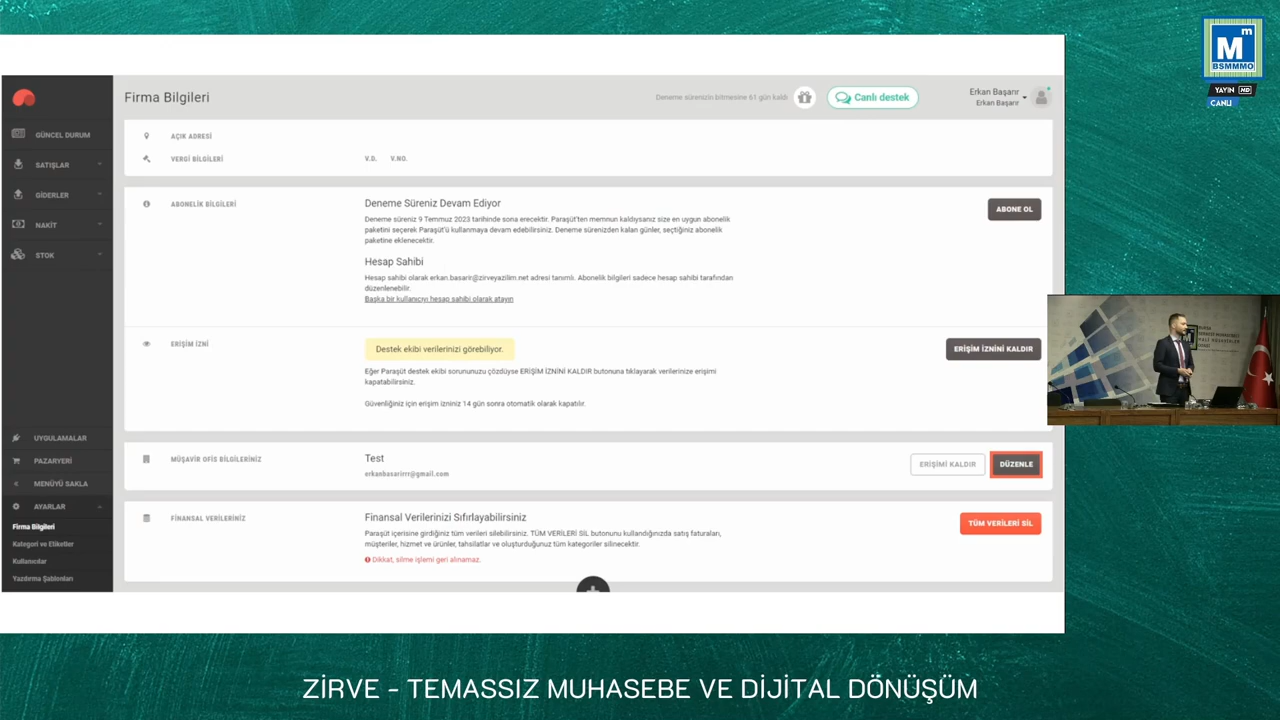 Firma Bilgileri
Deneme sürenizin bitmesine 61 gün kaldı
Canlı destek
Erkan Başarır
Erkan Başarır
M m
BSMMMO
YAYIN HD
CANLI
GÜNCEL DURUM
SATIŞLAR
GİDERLER
NAKİT
STOK
UYGULAMALAR
PAZARYERİ
MENÜYÜ SAKLA
AYARLAR
Firma Bilgileri
Kategori ve Etiketler
Kullanıcılar
Yazdırma Şablonları
AÇIK ADRESİ
VERGİ BİLGİLERİ
V.D. V.NO.
ABONELİK BİLGİLERİ
Deneme Süreniz Devam Ediyor
ABONE OL
Deneme süreniz 9 Temmuz 2023 tarihinde sona erecektir. Paraşüt'ten memnun kaldıysanız size en uygun abonelik
paketini seçerek Paraşüt'ü kullanmaya devam edebilirsiniz. Deneme sürenizden kalan günler, seçtiğiniz abonelik
paketine eklenecektir.
Hesap Sahibi
Hesap sahibi olarak erkan.basarir@zirveyazilim.net adresi tanımlı. Abonelik bilgileri sadece hesap sahibi tarafından
düzenlenebilir.
Başka bir kullanıcıyı hesap sahibi olarak atayın
ERİŞİM İZNİ
Destek ekibi verilerinizi görebiliyor.
ERİŞİM İZNİNİ KALDIR
Eğer Paraşüt destek ekibi sorununuzu çözdüyse ERİŞİM İZNİNİ KALDIR butonuna tıklayarak verilerinize erişimi
kapatabilirsiniz.
Güvenliğiniz için erişim izniniz 14 gün sonra otomatik olarak kapatılır.
MÜŞAVİR OFİS BİLGİLERİNİZ
Test
erkanbasarirrr@gmail.com
ERİŞİMİ KALDIR
DÜZENLE
FİNANSAL VERİLERİNİZ
Finansal Verilerinizi Sıfırlayabilirsiniz
TÜM VERİLERİ SİL
Paraşüt içerisine girdiğiniz tüm verileri silebilirsiniz. TÜM VERİLERİ SİL butonunu kullandığınızda satış faturaları,
müşteriler, hizmet ve ürünler, tahsilatlar ve oluşturduğunuz tüm kategoriler silinecektir.
Dikkat, silme işlemi geri alınamaz.
ZİRVE - TEMASSIZ MUHASEBE VE DİJİTAL DÖNÜŞÜM